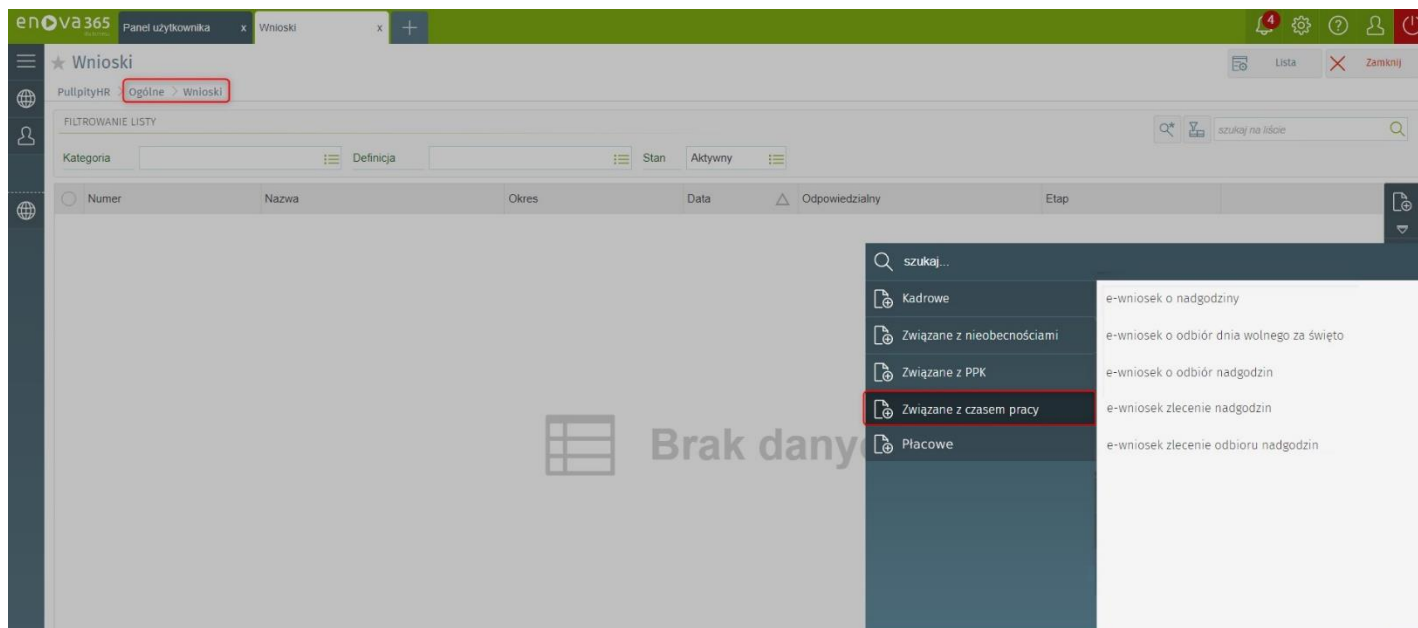 enova365 Panel użytkownika x Wnioski x + 4
Wnioski Lista Zamknij
PullpityHR > Ogólne > Wnioski
FILTROWANIE LISTY szukaj na liście
Kategoria Definicja Stan Aktywny
Numer Nazwa Okres Data Odpowiedzialny Etap
szukaj...
Kadrowe e-wniosek o nadgodziny
Związane z nieobecnościami e-wniosek o odbiór dnia wolnego za święto
Związane z PPK e-wniosek o odbiór nadgodzin
Związane z czasem pracy e-wniosek zlecenie nadgodzin
Brak dany
Płacowe e-wniosek zlecenie odbioru nadgodzin